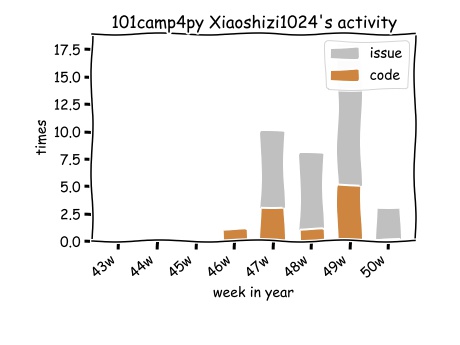 101camp4py Xiaoshizi1024's activity
issue
code
times
17.5
15.0
12.5
10.0
7.5
5.0
2.5
0.0
43w
44w
45w
46w
47w
48w
49w
50w
week in year